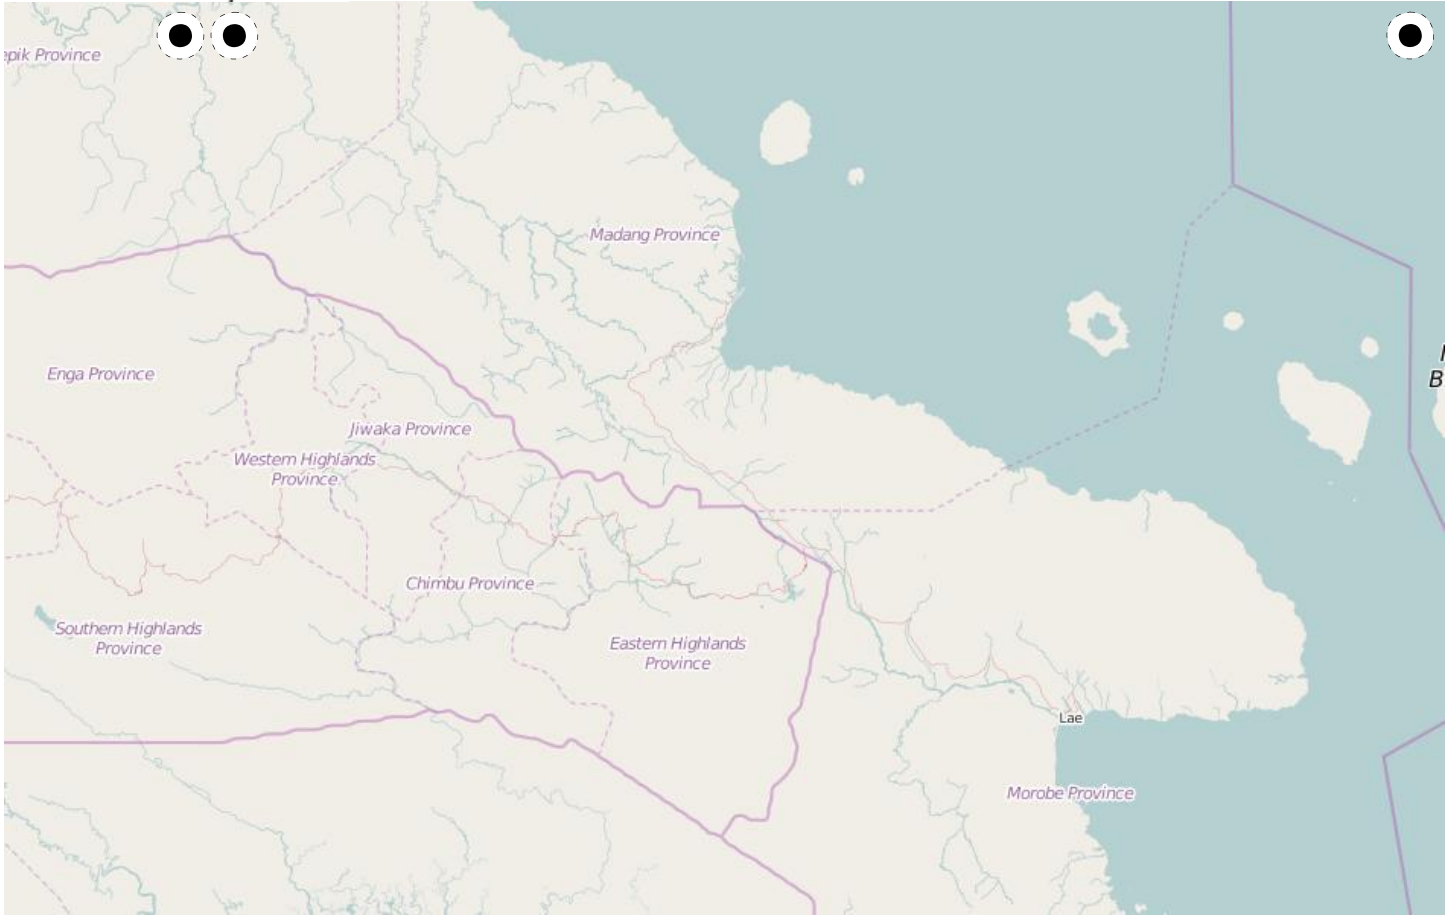 epik Province
Madang Province
Enga Province
Jiwaka Province
Western Highlands
Province
Chimbu Province
Southern Highlands
Province
Eastern Highlands
Province
Lae
Morobe Province
B